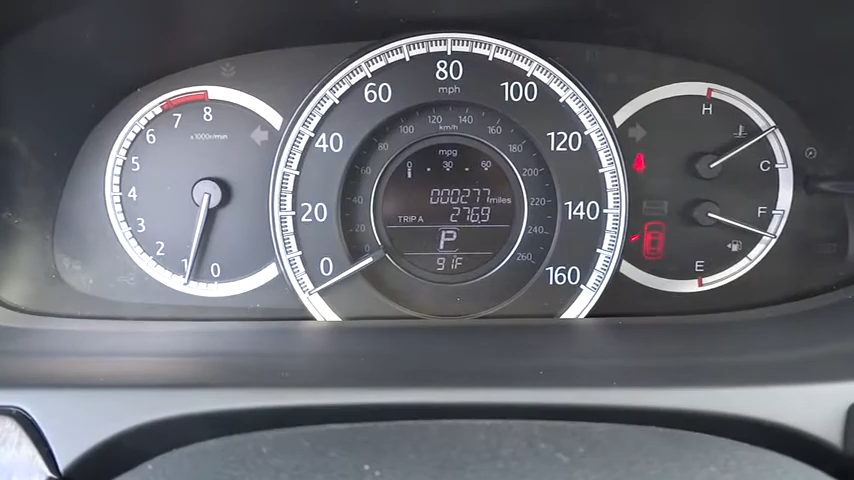 8
7
6
5
4
3
2
1
0
x1000r/min
0
20
40
60
80
100
120
140
160
mph
km/h
20
40
60
80
100
120
140
160
180
200
220
240
260
mpg
0 30 60
000277 miles
TRIP A 276.9
P
91F
H
C
F
E